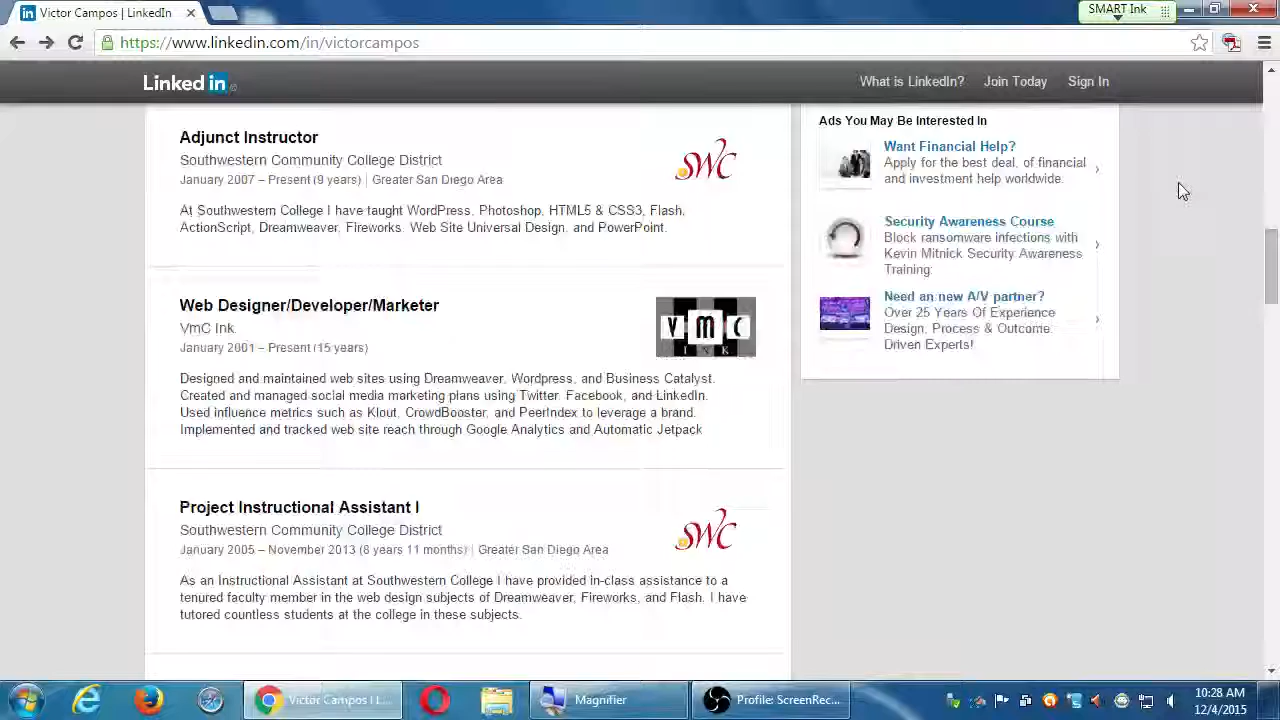 Victor Campos | LinkedIn
SMART Ink
https://www.linkedin.com/in/victorcampos
Linked in
What is LinkedIn? Join Today Sign In
Adjunct Instructor
Southwestern Community College District
January 2007 – Present (9 years) | Greater San Diego Area
SWC
At Southwestern College I have taught WordPress, Photoshop, HTML5 & CSS3, Flash,
ActionScript, Dreamweaver, Fireworks, Web Site Universal Design, and PowerPoint.
Web Designer/Developer/Marketer
VmC Ink
January 2001 – Present (15 years)
VMC
INK
Designed and maintained web sites using Dreamweaver, Wordpress, and Business Catalyst.
Created and managed social media marketing plans using Twitter, Facebook, and LinkedIn.
Used influence metrics such as Klout, CrowdBooster, and PeerIndex to leverage a brand.
Implemented and tracked web site reach through Google Analytics and Automatic Jetpack
Project Instructional Assistant I
Southwestern Community College District
January 2005 – November 2013 (8 years 11 months) | Greater San Diego Area
SWC
As an Instructional Assistant at Southwestern College I have provided in-class assistance to a
tenured faculty member in the web design subjects of Dreamweaver, Fireworks, and Flash. I have
tutored countless students at the college in these subjects.
Ads You May Be Interested In
Want Financial Help?
Apply for the best deal, of financial
and investment help worldwide.
Security Awareness Course
Block ransomware infections with
Kevin Mitnick Security Awareness
Training:
Need an new A/V partner?
Over 25 Years Of Experience
Design, Process & Outcome.
Driven Experts!
Victor Campos | L...
Magnifier
Profile: ScreenRec...
10:28 AM
12/4/2015